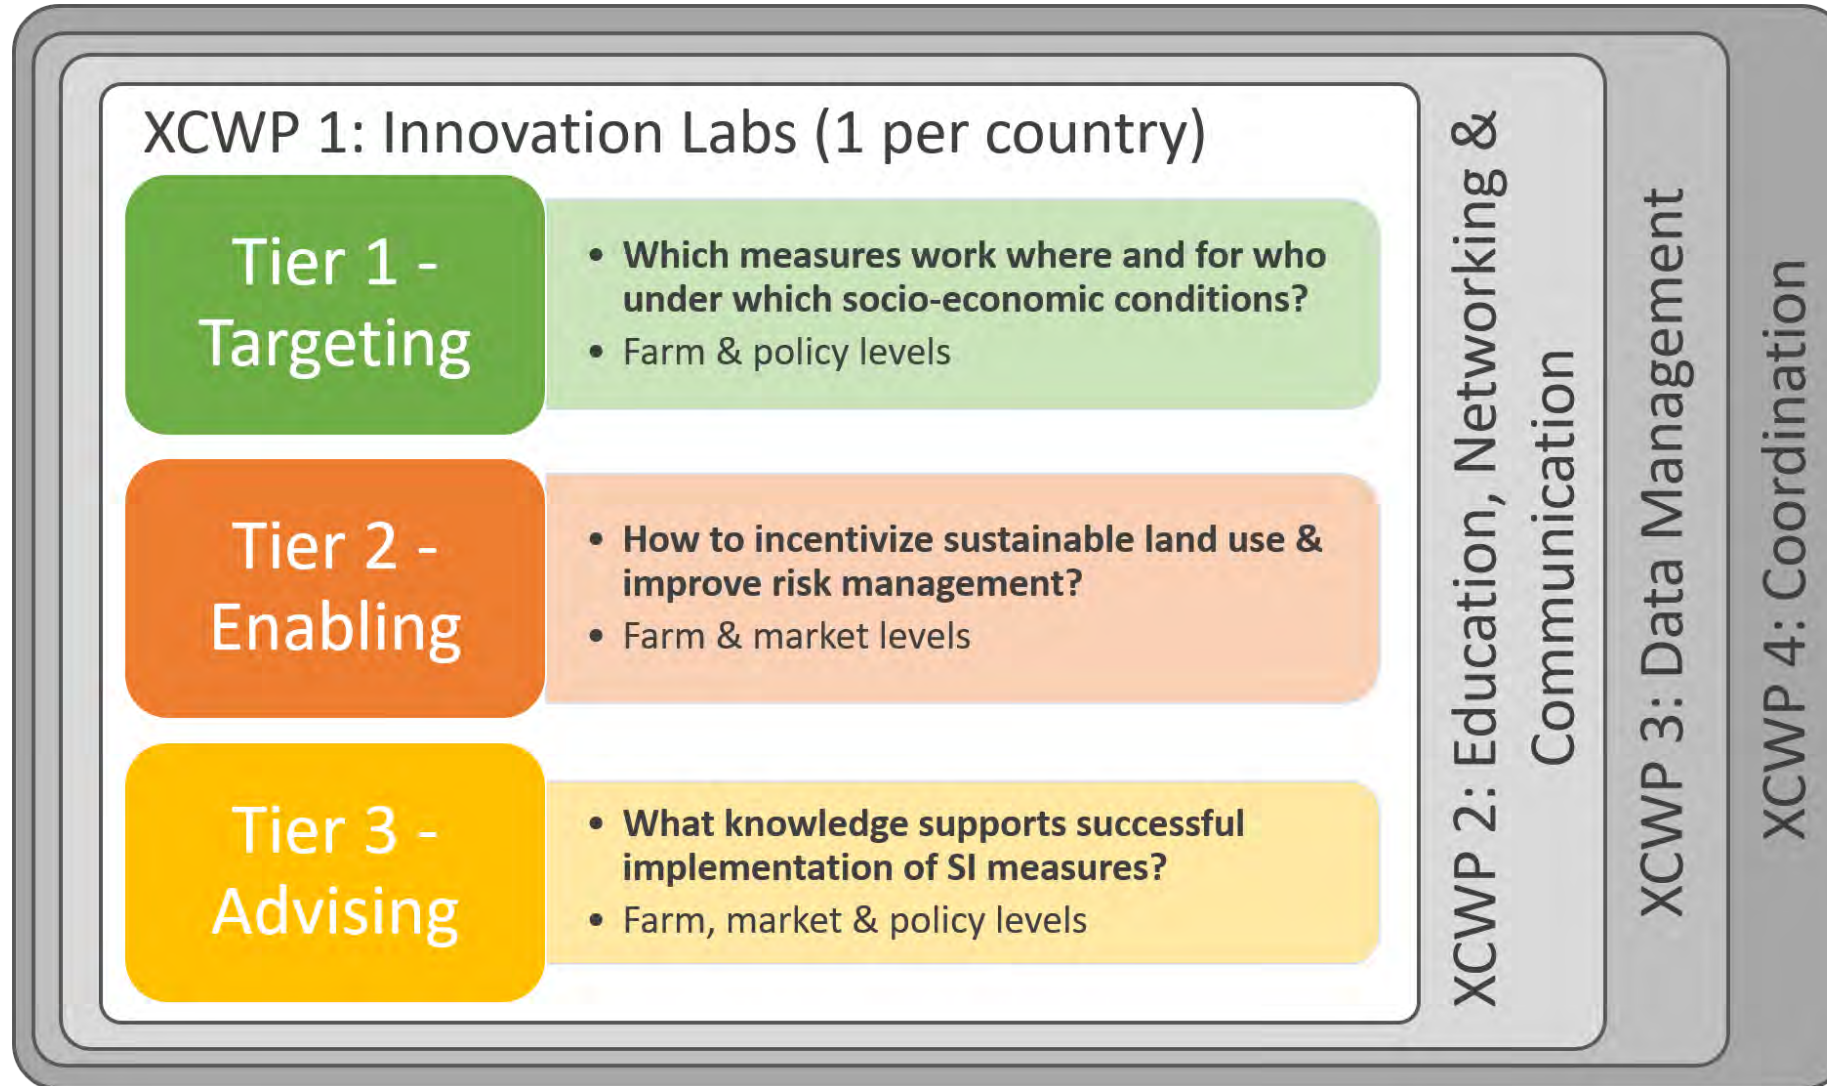 XCWP 1: Innovation Labs (1 per country)
Tier 1 -
Targeting
• Which measures work where and for who
under which socio-economic conditions?
• Farm & policy levels
Tier 2 -
Enabling
• How to incentivize sustainable land use &
improve risk management?
• Farm & market levels
Tier 3 -
Advising
• What knowledge supports successful
implementation of SI measures?
• Farm, market & policy levels
XCWP 2: Education, Networking &
Communication
XCWP 3: Data Management
XCWP 4: Coordination